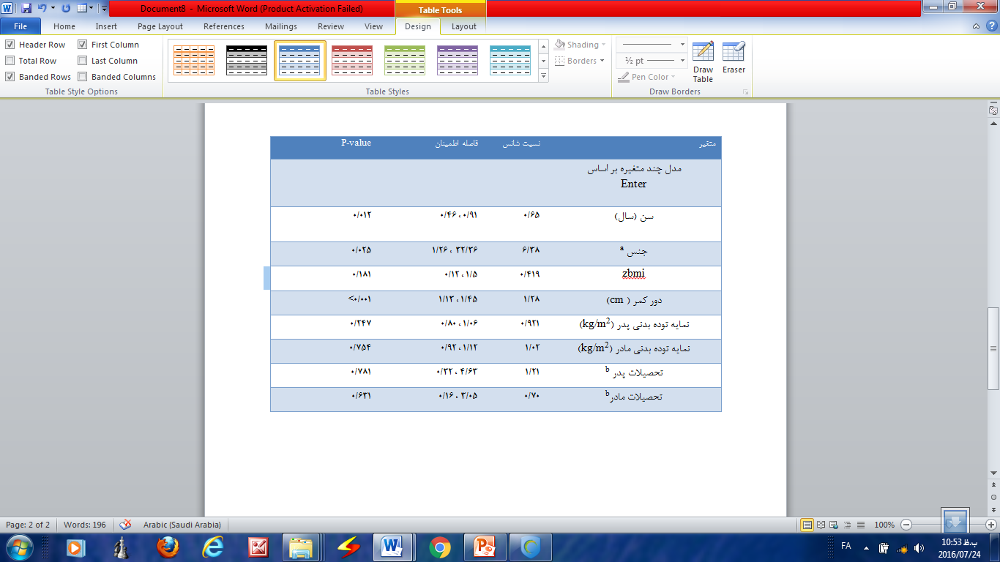 Document8 - Microsoft Word (Product Activation Failed)
Table Tools
File Home Insert Page Layout References Mailings Review View Design Layout
Header Row First Column
Total Row Last Column
Banded Rows Banded Columns
Table Style Options
Table Styles
Shading
Borders
½ pt
Pen Color
Draw Table
Eraser
Draw Borders
متغیر نسبت شانس فاصله اطمینان P-value
مدل چند متغیره بر اساس
Enter
سن (سال) ۰/۶۵ ۰/۴۶ ، ۰/۹۱ ۰/۰۱۲
جنس a ۶/۳۸ ۱/۲۶ ، ۳۲/۳۶ ۰/۰۲۵
zbmi ۰/۴۱۹ ۰/۱۲ ، ۱/۵ ۰/۱۸۱
دور کمر ( cm) ۱/۲۸ ۱/۱۳ ، ۱/۴۵ <۰/۰۰۱
نمایه توده بدنی پدر (kg/m2) ۰/۹۲۱ ۰/۸۰ ، ۱/۰۶ ۰/۲۴۷
نمایه توده بدنی مادر (kg/m2) ۱/۰۲ ۰/۹۲ ، ۱/۱۲ ۰/۷۵۴
تحصیلات پدر b ۱/۲۱ ۰/۳۲ ، ۴/۶۳ ۰/۷۸۱
تحصیلات مادر b ۰/۷۰ ۰/۱۶ ، ۳/۰۵ ۰/۶۳۱
Page: 2 of 2 Words: 196 Arabic (Saudi Arabia) 100%
FA
10:53 ب.ظ
2016/07/24